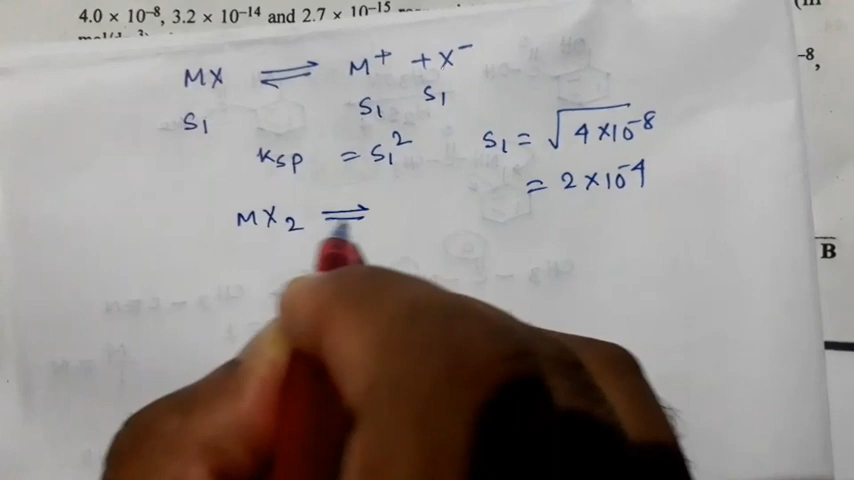 4.0 × 10⁻⁸, 3.2 × 10⁻¹⁴ and 2.7 × 10⁻¹⁵
-8,
MX ⇌ M⁺ + X⁻
S₁ S₁ S₁
Ksp = S₁² S₁ = √4×10⁻⁸
= 2×10⁻⁴
MX₂ ⇌
B